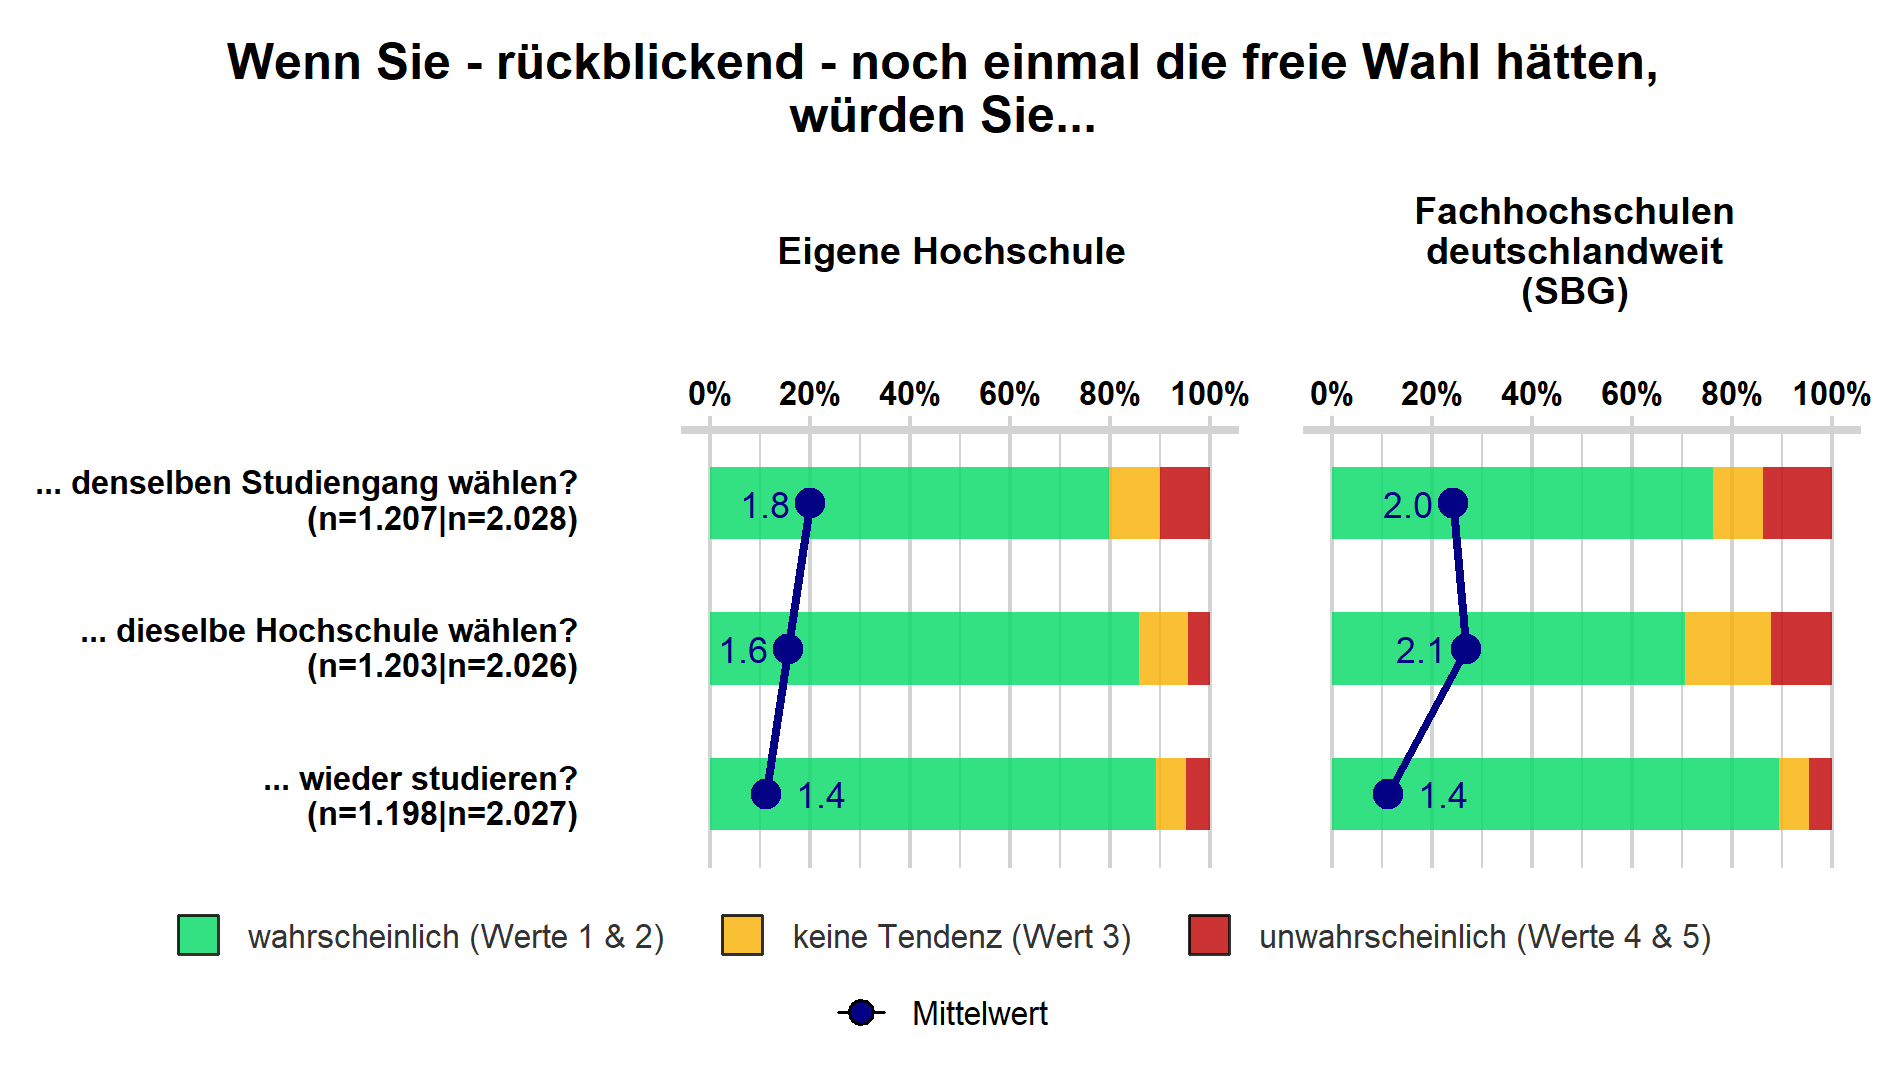 Wenn Sie - rückblickend - noch einmal die freie Wahl hätten,
würden Sie...
Eigene Hochschule
Fachhochschulen
deutschlandweit
(SBG)
0% 20% 40% 60% 80% 100%
0% 20% 40% 60% 80% 100%
... denselben Studiengang wählen?
(n=1.207|n=2.028)
1.8
2.0
... dieselbe Hochschule wählen?
(n=1.203|n=2.026)
1.6
2.1
... wieder studieren?
(n=1.198|n=2.027)
1.4
1.4
wahrscheinlich (Werte 1 & 2)
keine Tendenz (Wert 3)
unwahrscheinlich (Werte 4 & 5)
Mittelwert